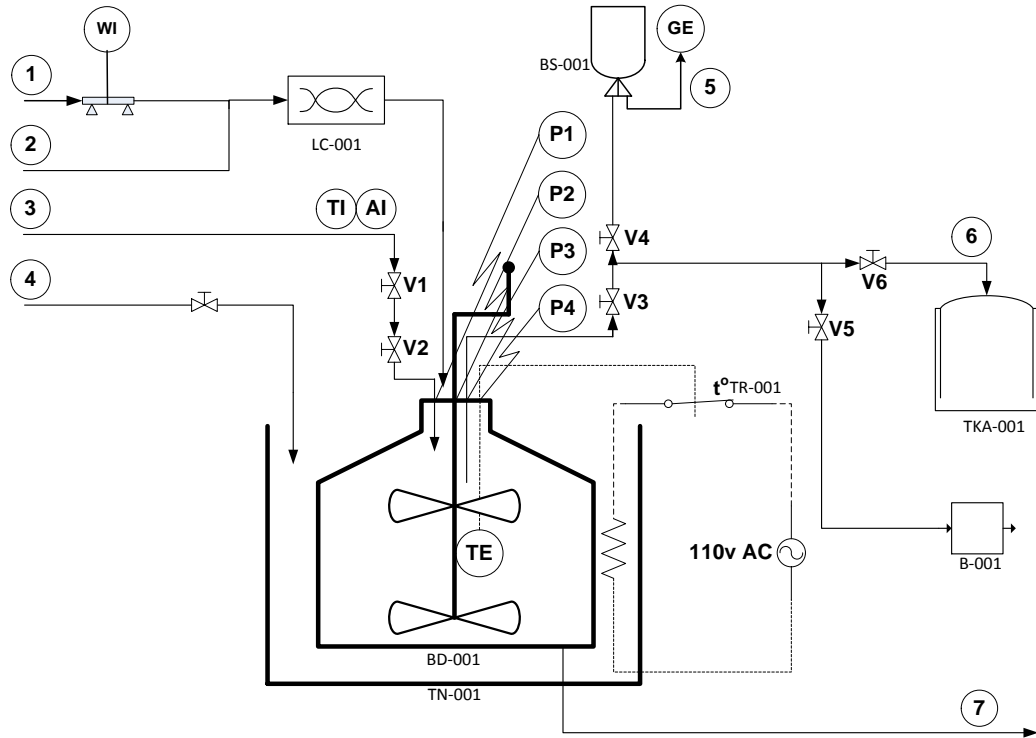 WI
GE
BS-001
1
5
LC-001
P1
2
P2
3
TI
AI
V4
6
P3
4
V1
V6
V3
P4
V5
V2
t°
TR-001
TKA-001
TE
110v AC
B-001
BD-001
TN-001
7